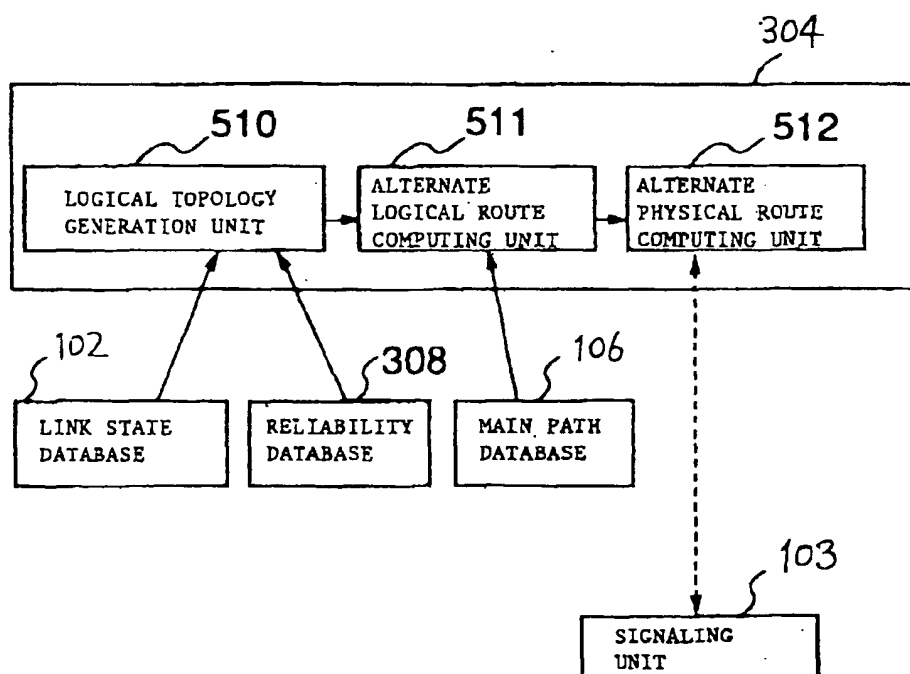 304
510
511
512
LOGICAL TOPOLOGY
GENERATION UNIT
ALTERNATE
LOGICAL ROUTE
COMPUTING UNIT
ALTERNATE
PHYSICAL ROUTE
COMPUTING UNIT
102
308
106
LINK STATE
DATABASE
RELIABILITY
DATABASE
MAIN PATH
DATABASE
103
SIGNALING
UNIT